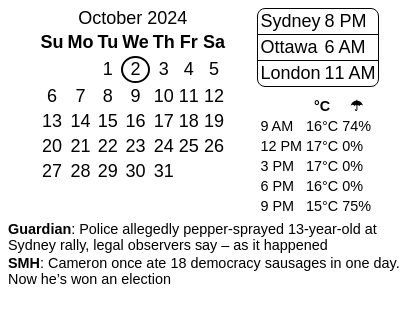 October 2024
Su Mo Tu We Th Fr Sa
1 2 3 4 5
6 7 8 9 10 11 12
13 14 15 16 17 18 19
20 21 22 23 24 25 26
27 28 29 30 31
Sydney 8 PM
Ottawa 6 AM
London 11 AM
°C ☂
9 AM 16°C 74%
12 PM 17°C 0%
3 PM 17°C 0%
6 PM 16°C 0%
9 PM 15°C 75%
Guardian: Police allegedly pepper-sprayed 13-year-old at
Sydney rally, legal observers say – as it happened
SMH: Cameron once ate 18 democracy sausages in one day.
Now he’s won an election